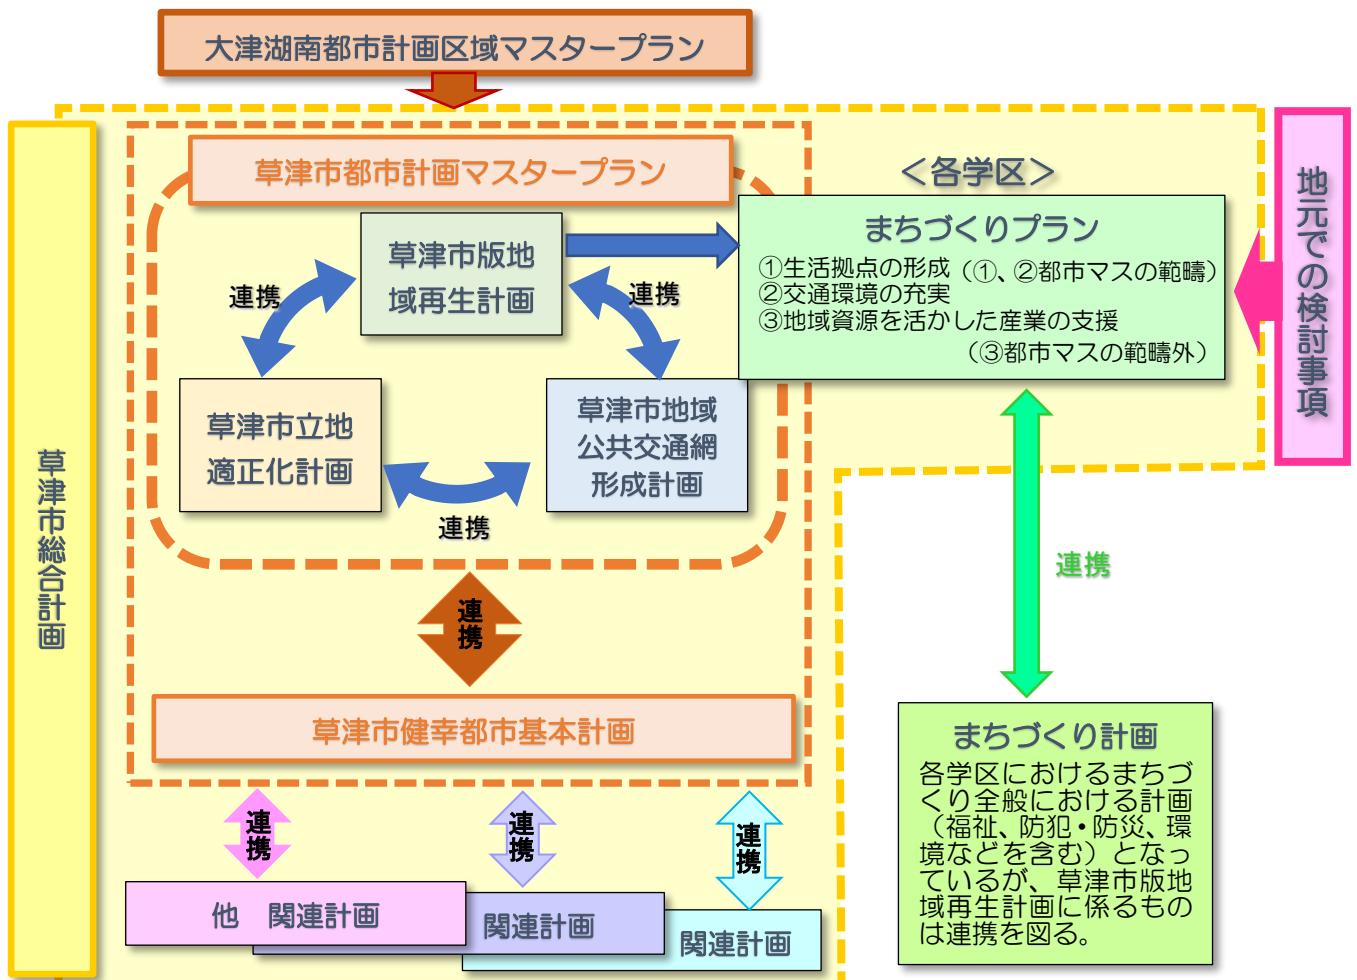 大津湖南都市計画区域マスタープラン
草津市総合計画
草津市都市計画マスタープラン
草津市版地
域再生計画
連携
連携
草津市立地
適正化計画
草津市地域
公共交通網
形成計画
連携
連携
草津市健幸都市基本計画
連携
連携
連携
他　関連計画
関連計画
関連計画
＜各学区＞
まちづくりプラン
①生活拠点の形成（①、②都市マスの範疇）
②交通環境の充実
③地域資源を活かした産業の支援
（③都市マスの範疇外）
地元での検討事項
連携
まちづくり計画
各学区におけるまちづ
くり全般における計画
（福祉、防犯・防災、環
境などを含む）となっ
ているが、草津市版地
域再生計画に係るもの
は連携を図る。